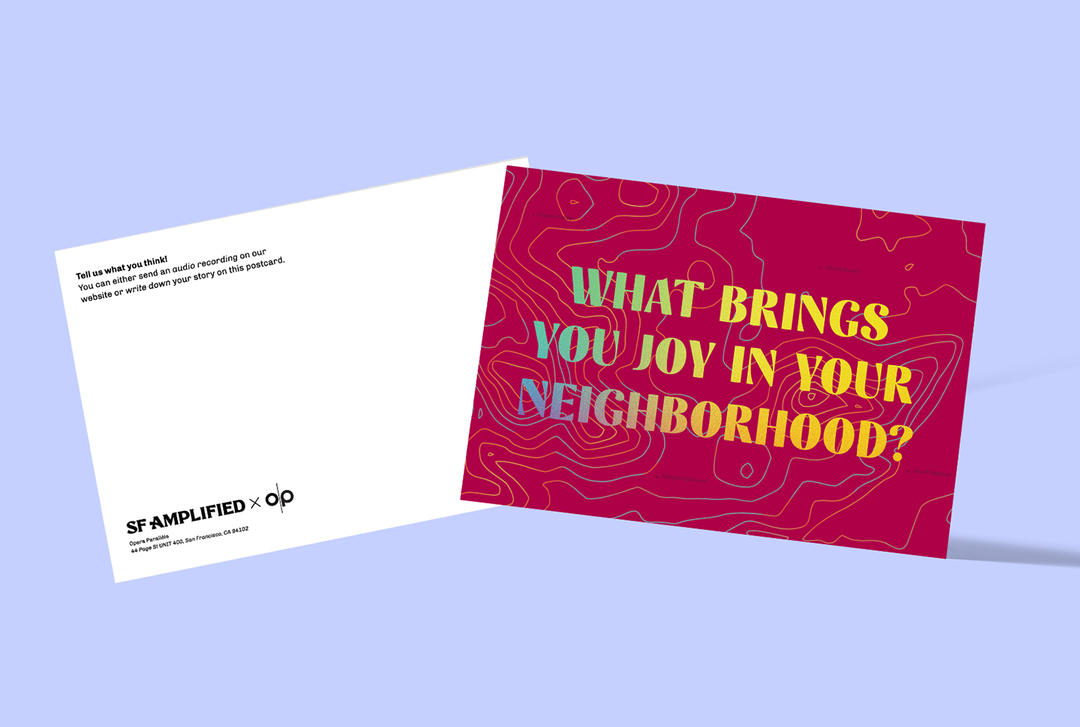 Tell us what you think!
You can either send an audio recording on our
website or write down your story on this postcard.
SF AMPLIFIED × o|p
Opera Parallèle
44 Page St UNIT 400, San Francisco, CA 94102
WHAT BRINGS
YOU JOY IN YOUR
NEIGHBORHOOD?